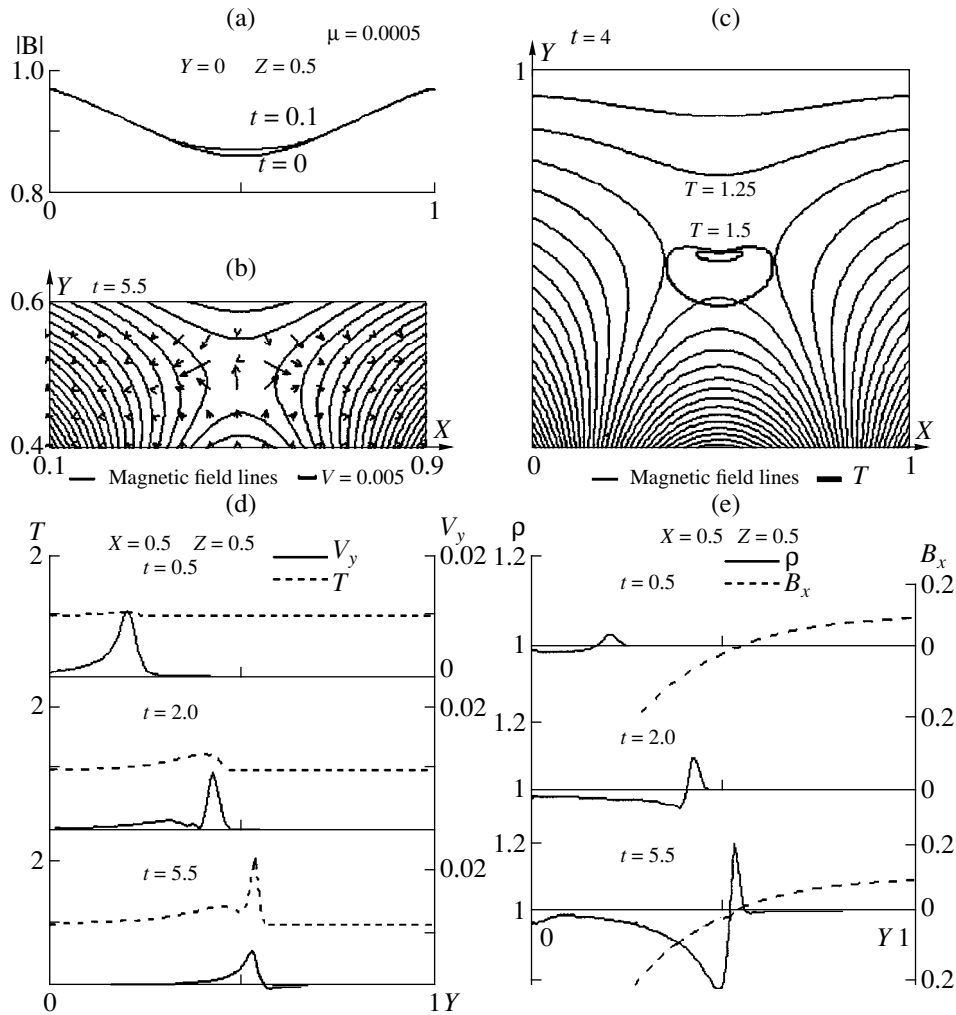 (a)
|B|
μ = 0.0005
Y = 0 Z = 0.5
1.0
t = 0.1
t = 0
0.8
0 1
(b)
Y t = 5.5
0.6
0.4
X
0.1 0.9
Magnetic field lines V = 0.005
(c)
Y t = 4
1
T = 1.25
T = 1.5
X
0 1
Magnetic field lines T
(d)
T V_y
2 X = 0.5 Z = 0.5 0.02
V_y
t = 0.5
T
0
2 0.02
t = 2.0
2 0.02
t = 5.5
0 1 Y
(e)
ρ B_x
1.2 X = 0.5 Z = 0.5
ρ
t = 0.5 0.2
B_x
1 0
1.2 0.2
t = 2.0
1 0
1.2 0.2
t = 5.5
1 0
0 Y 1
0.2